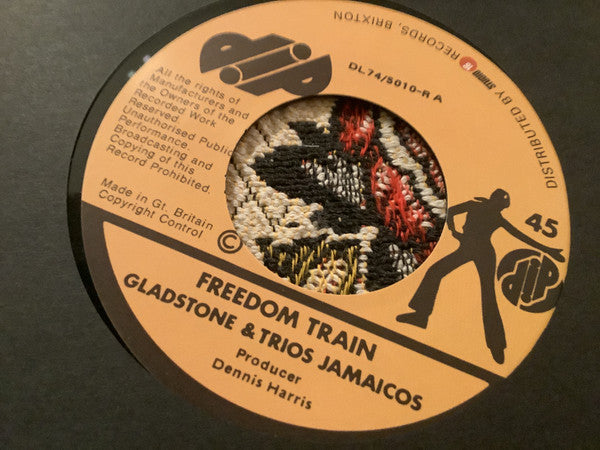 dip
DL74/5010-R A
DISTRIBUTED BY
RECORDS, BRIXTON
All the rights of
Manufacturers and
the Owners of the
Recorded Work
Reserved.
Unauthorised Public
Performance.
Broadcasting and
Copying of this
Record Prohibited.
Made in Gt. Britain
Copyright Control
©
45
dip
FREEDOM TRAIN
GLADSTONE & TRIOS JAMAICOS
Producer
Dennis Harris